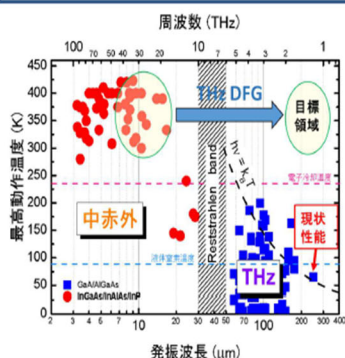 周波数 (THz)
100 70 50 40 30 20 10 7 5 4 3 2 1
最高動作温度 (K)
450
400
350
300
250
200
150
100
50
0
THz DFG
目標
領域
Reststrahlen band
hν = kBT
電子冷却温度
中赤外
現状
性能
液体窒素温度
GaAs/AlGaAs
InGaAs/InAlAs/InP
THz
2 3 4 5 6 7 10 20 30 40 50 60 100 200 300 400
発振波長 (μm)